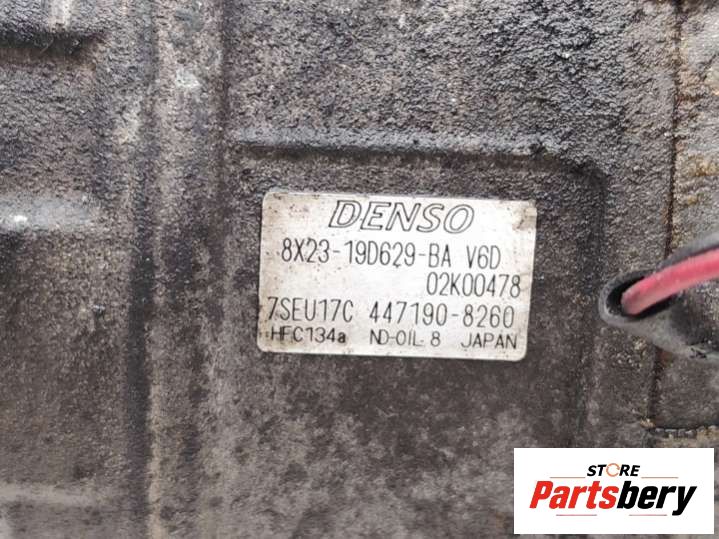 DENSO
8X23-19D629-BA V6D
02K00478
7SEU17C 447190-8260
HFC134a ND-OIL 8 JAPAN
STORE
Partsbery